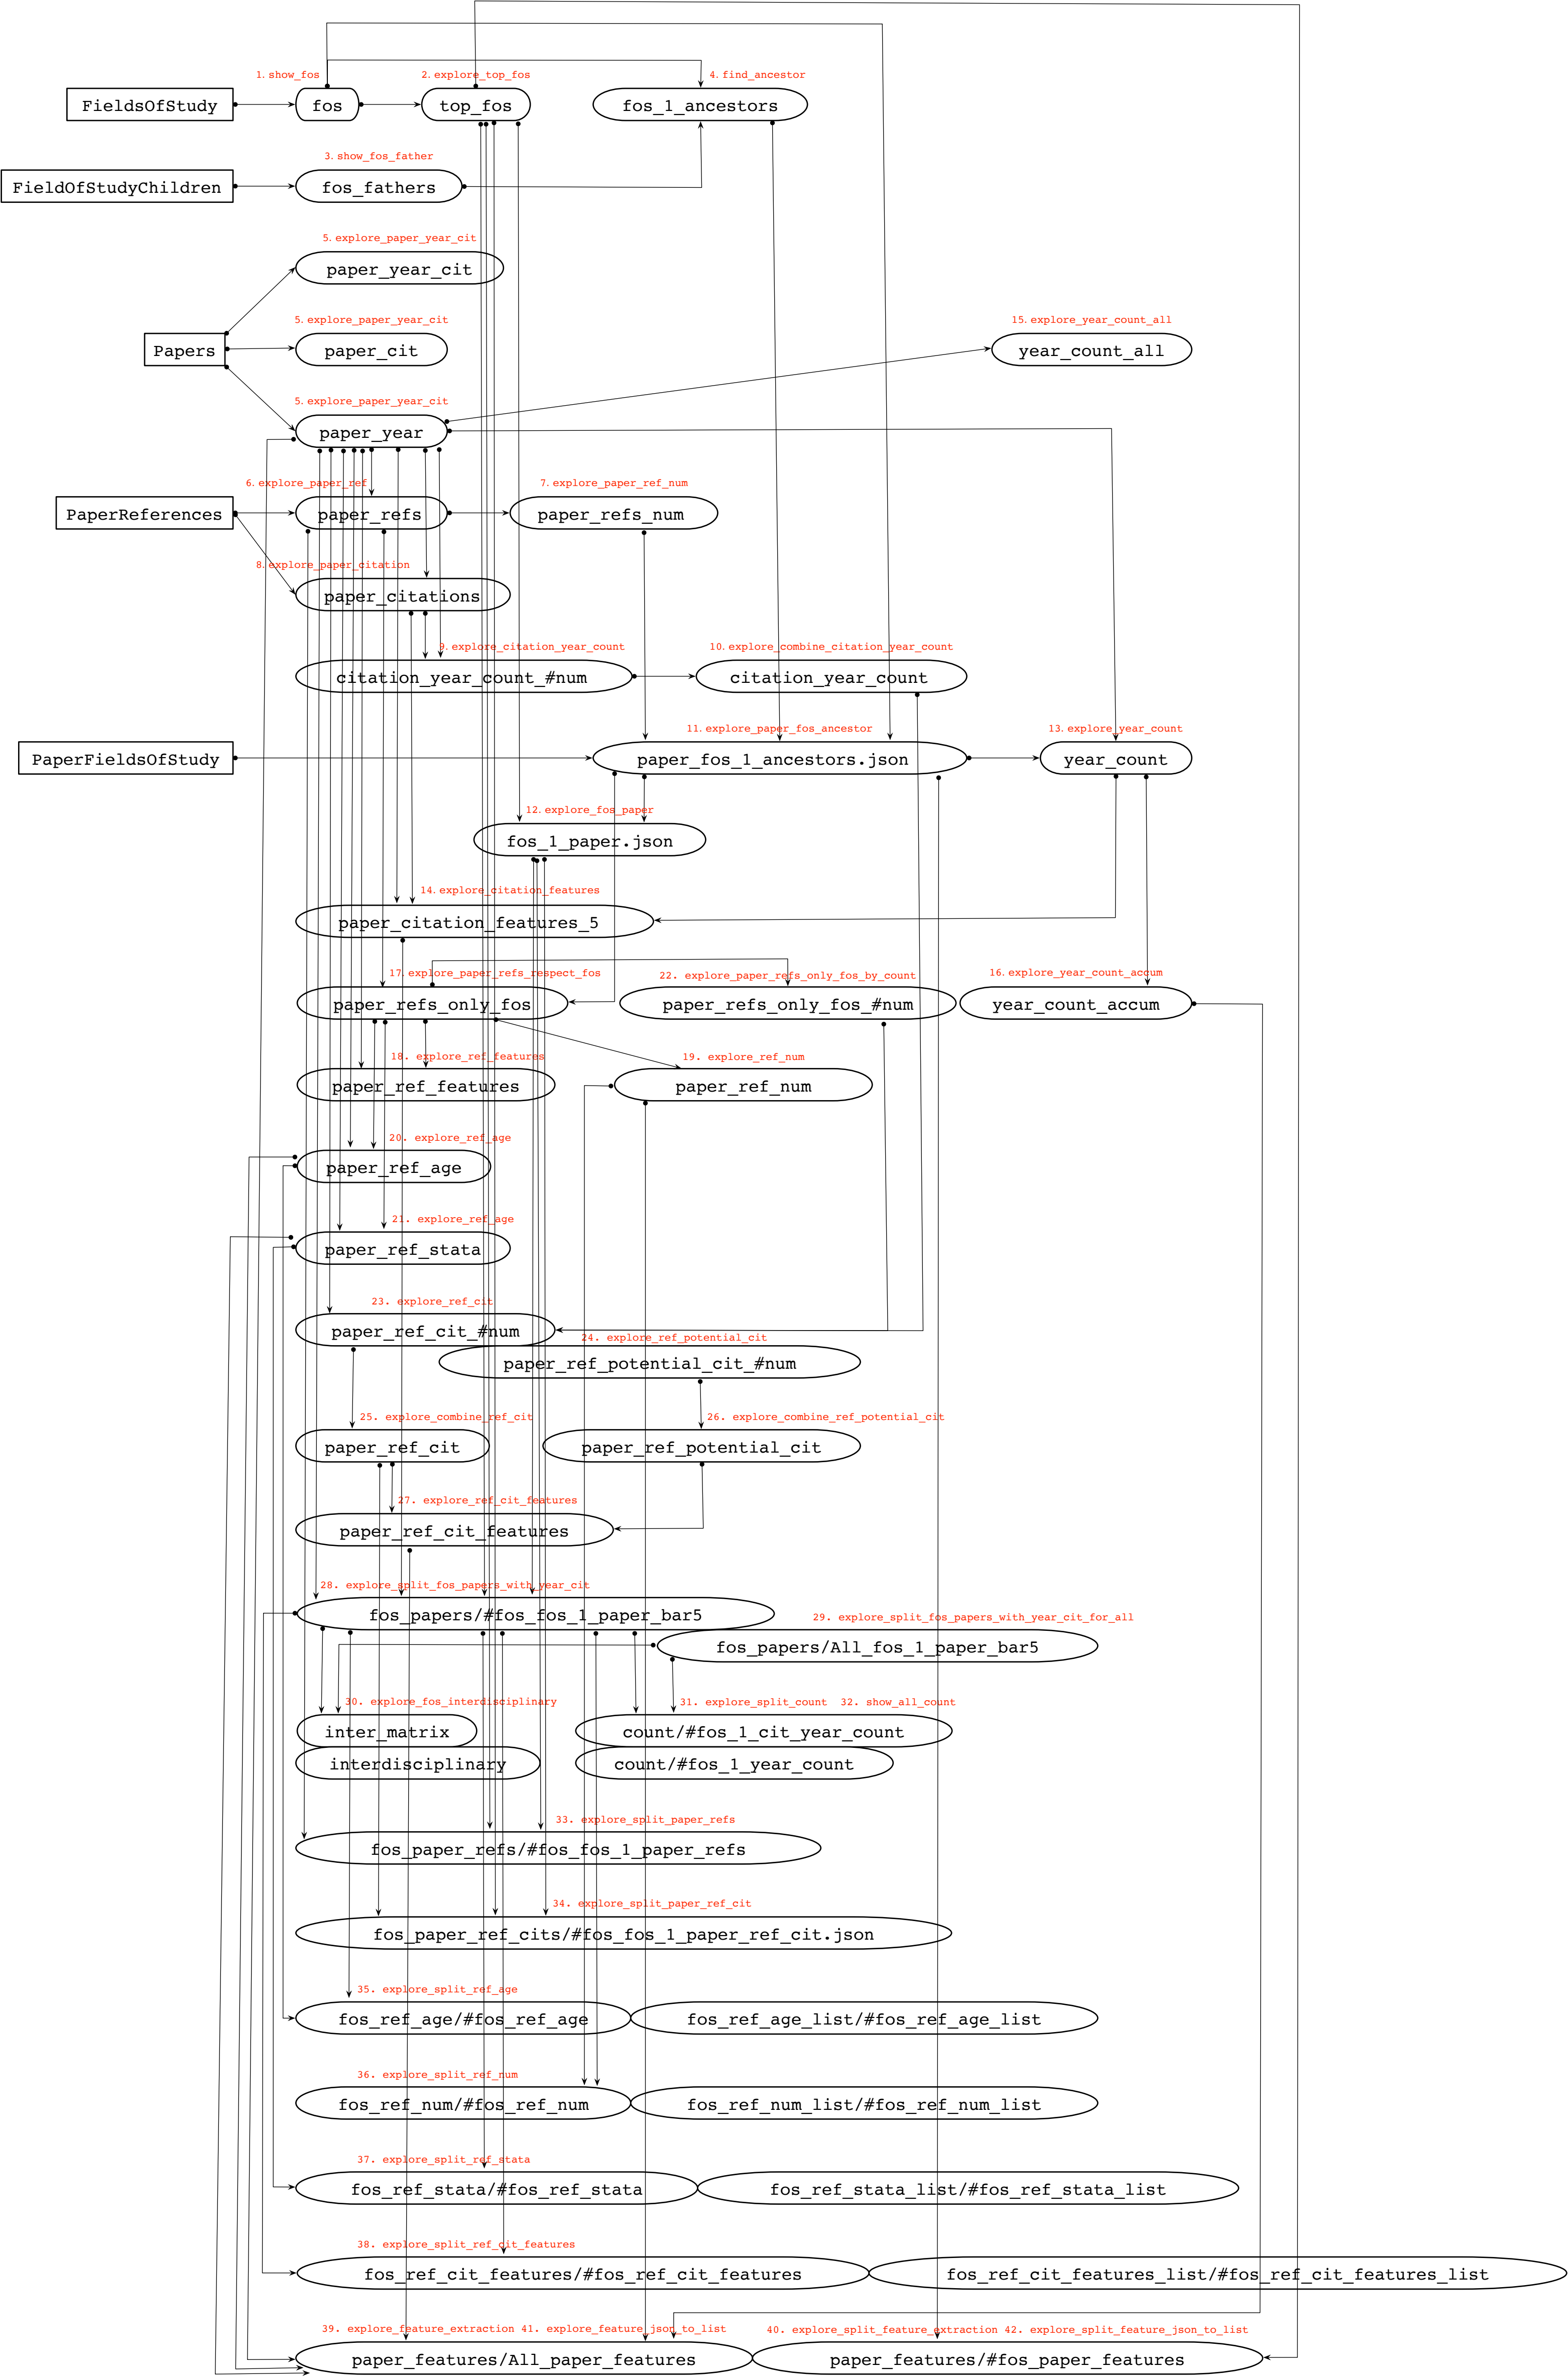 1. show_fos
2. explore_top_fos
4. find_ancestor
FieldsOfStudy
fos
top_fos
fos_1_ancestors
3. show_fos_father
FieldOfStudyChildren
fos_fathers
5. explore_paper_year_cit
paper_year_cit
5. explore_paper_year_cit
15. explore_year_count_all
Papers
paper_cit
year_count_all
5. explore_paper_year_cit
paper_year
6. explore_paper_ref
7. explore_paper_ref_num
PaperReferences
paper_refs
paper_refs_num
8. explore_paper_citation
paper_citations
9. explore_citation_year_count
10. explore_combine_citation_year_count
citation_year_count_#num
citation_year_count
11. explore_paper_fos_ancestor
13. explore_year_count
PaperFieldsOfStudy
paper_fos_1_ancestors.json
year_count
12. explore_fos_paper
fos_1_paper.json
14. explore_citation_features
paper_citation_features_5
17. explore_paper_refs_respect_fos
22. explore_paper_refs_only_fos_by_count
16. explore_year_count_accum
paper_refs_only_fos
paper_refs_only_fos_#num
year_count_accum
18. explore_ref_features
19. explore_ref_num
paper_ref_features
paper_ref_num
20. explore_ref_age
paper_ref_age
21. explore_ref_age
paper_ref_stata
23. explore_ref_cit
paper_ref_cit_#num
24. explore_ref_potential_cit
paper_ref_potential_cit_#num
25. explore_combine_ref_cit
26. explore_combine_ref_potential_cit
paper_ref_cit
paper_ref_potential_cit
27. explore_ref_cit_features
paper_ref_cit_features
28. explore_split_fos_papers_with_year_cit
fos_papers/#fos_fos_1_paper_bar5
29. explore_split_fos_papers_with_year_cit_for_all
fos_papers/All_fos_1_paper_bar5
30. explore_fos_interdisciplinary
31. explore_split_count
32. show_all_count
inter_matrix
count/#fos_1_cit_year_count
interdisciplinary
count/#fos_1_year_count
33. explore_split_paper_refs
fos_paper_refs/#fos_fos_1_paper_refs
34. explore_split_paper_ref_cit
fos_paper_ref_cits/#fos_fos_1_paper_ref_cit.json
35. explore_split_ref_age
fos_ref_age/#fos_ref_age
fos_ref_age_list/#fos_ref_age_list
36. explore_split_ref_num
fos_ref_num/#fos_ref_num
fos_ref_num_list/#fos_ref_num_list
37. explore_split_ref_stata
fos_ref_stata/#fos_ref_stata
fos_ref_stata_list/#fos_ref_stata_list
38. explore_split_ref_cit_features
fos_ref_cit_features/#fos_ref_cit_features
fos_ref_cit_features_list/#fos_ref_cit_features_list
39. explore_feature_extraction 41. explore_feature_json_to_list
40. explore_split_feature_extraction 42. explore_split_feature_json_to_list
paper_features/All_paper_features
paper_features/#fos_paper_features